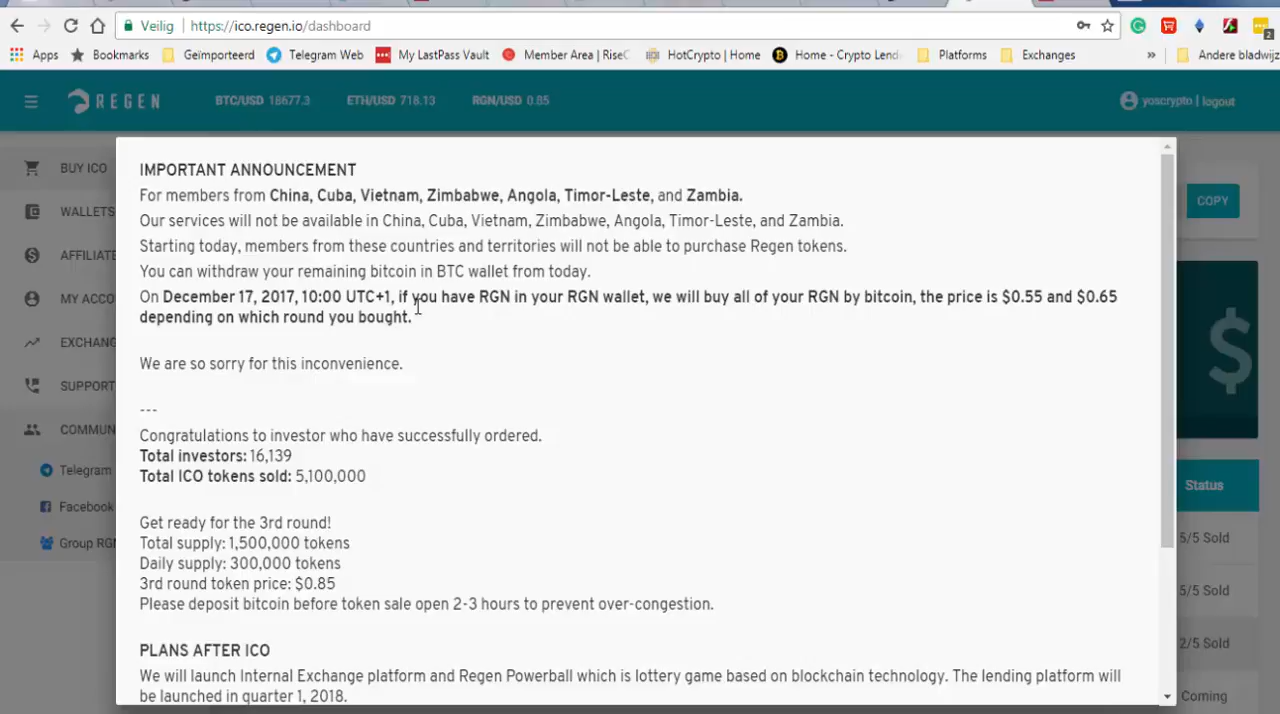 Veilig https://ico.regen.io/dashboard
Apps Bookmarks Geïmporteerd Telegram Web My LastPass Vault Member Area | RiseC HotCrypto | Home Home - Crypto Lend Platforms Exchanges » Andere bladwijz
2
REGEN BTC/USD 18677.3 ETH/USD 718.13 RGN/USD 0.85 yoscrypto | logout
BUY ICO
WALLETS
AFFILIATE
MY ACCO
EXCHANG
SUPPORT
COMMUN
Telegram
Facebook
Group RGN
IMPORTANT ANNOUNCEMENT
For members from China, Cuba, Vietnam, Zimbabwe, Angola, Timor-Leste, and Zambia.
Our services will not be available in China, Cuba, Vietnam, Zimbabwe, Angola, Timor-Leste, and Zambia.
Starting today, members from these countries and territories will not be able to purchase Regen tokens.
You can withdraw your remaining bitcoin in BTC wallet from today.
On December 17, 2017, 10:00 UTC+1, if you have RGN in your RGN wallet, we will buy all of your RGN by bitcoin, the price is $0.55 and $0.65
depending on which round you bought.
We are so sorry for this inconvenience.
---
Congratulations to investor who have successfully ordered.
Total investors: 16,139
Total ICO tokens sold: 5,100,000
Get ready for the 3rd round!
Total supply: 1,500,000 tokens
Daily supply: 300,000 tokens
3rd round token price: $0.85
Please deposit bitcoin before token sale open 2-3 hours to prevent over-congestion.
PLANS AFTER ICO
We will launch Internal Exchange platform and Regen Powerball which is lottery game based on blockchain technology. The lending platform will
be launched in quarter 1, 2018.
COPY
$
Status
5/5 Sold
5/5 Sold
2/5 Sold
Coming